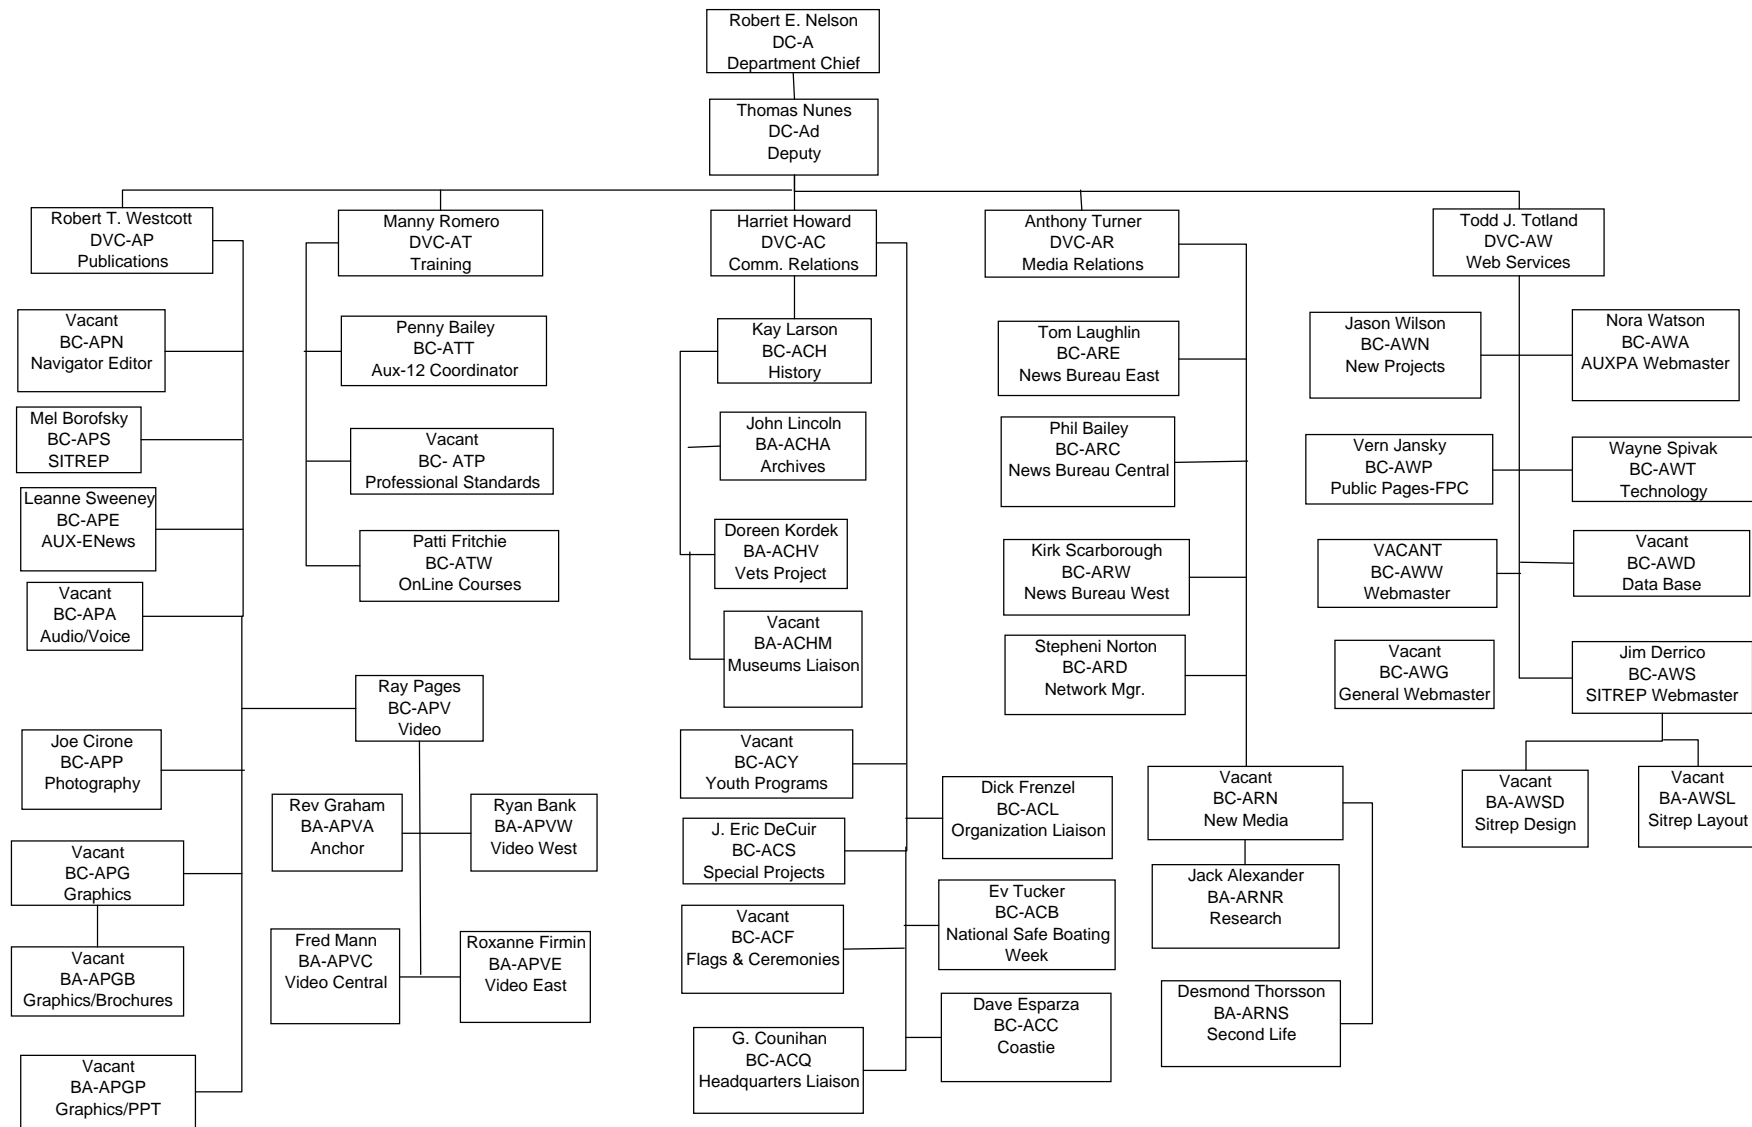 Robert E. Nelson
DC-A
Department Chief
Thomas Nunes
DC-Ad
Deputy
Robert T. Westcott
DVC-AP
Publications
Vacant
BC-APN
Navigator Editor
Mel Borofsky
BC-APS
SITREP
Leanne Sweeney
BC-APE
AUX-ENews
Vacant
BC-APA
Audio/Voice
Ray Pages
BC-APV
Video
Rev Graham
BA-APVA
Anchor
Ryan Bank
BA-APVW
Video West
Fred Mann
BA-APVC
Video Central
Roxanne Firmin
BA-APVE
Video East
Joe Cirone
BC-APP
Photography
Vacant
BC-APG
Graphics
Vacant
BA-APGB
Graphics/Brochures
Vacant
BA-APGP
Graphics/PPT
Manny Romero
DVC-AT
Training
Penny Bailey
BC-ATT
Aux-12 Coordinator
Vacant
BC- ATP
Professional Standards
Patti Fritchie
BC-ATW
OnLine Courses
Harriet Howard
DVC-AC
Comm. Relations
Kay Larson
BC-ACH
History
John Lincoln
BA-ACHA
Archives
Doreen Kordek
BA-ACHV
Vets Project
Vacant
BA-ACHM
Museums Liaison
Vacant
BC-ACY
Youth Programs
J. Eric DeCuir
BC-ACS
Special Projects
Vacant
BC-ACF
Flags & Ceremonies
G. Counihan
BC-ACQ
Headquarters Liaison
Dick Frenzel
BC-ACL
Organization Liaison
Ev Tucker
BC-ACB
National Safe Boating
Week
Dave Esparza
BC-ACC
Coastie
Anthony Turner
DVC-AR
Media Relations
Tom Laughlin
BC-ARE
News Bureau East
Phil Bailey
BC-ARC
News Bureau Central
Kirk Scarborough
BC-ARW
News Bureau West
Stepheni Norton
BC-ARD
Network Mgr.
Vacant
BC-ARN
New Media
Jack Alexander
BA-ARNR
Research
Desmond Thorsson
BA-ARNS
Second Life
Todd J. Totland
DVC-AW
Web Services
Jason Wilson
BC-AWN
New Projects
Nora Watson
BC-AWA
AUXPA Webmaster
Vern Jansky
BC-AWP
Public Pages-FPC
Wayne Spivak
BC-AWT
Technology
VACANT
BC-AWW
Webmaster
Vacant
BC-AWD
Data Base
Vacant
BC-AWG
General Webmaster
Jim Derrico
BC-AWS
SITREP Webmaster
Vacant
BA-AWSD
Sitrep Design
Vacant
BA-AWSL
Sitrep Layout